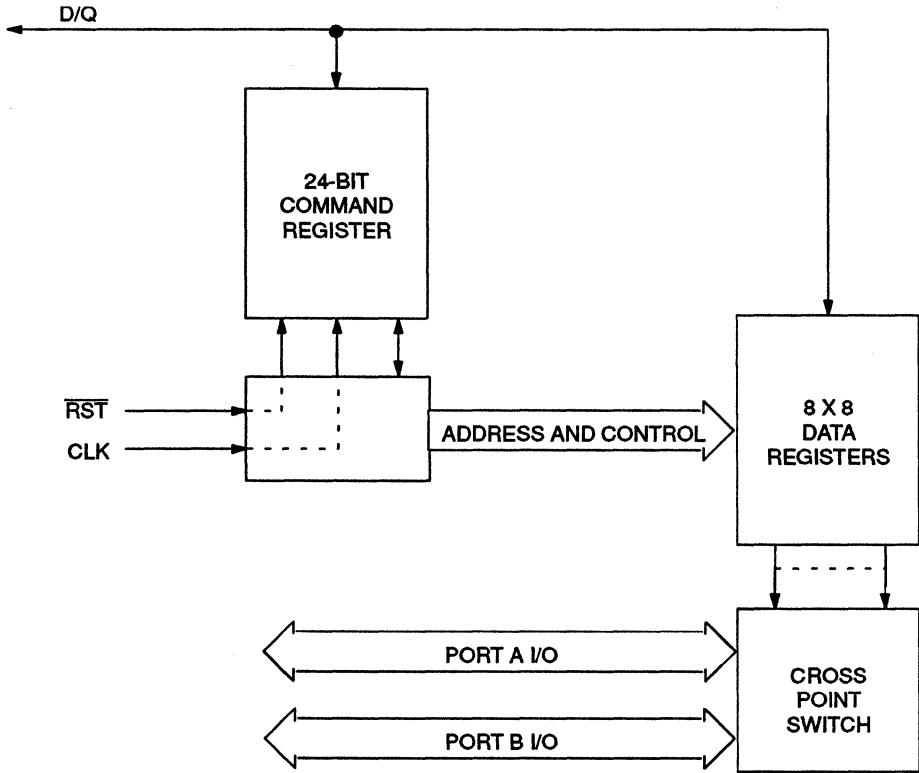 D/Q
24-BIT
COMMAND
REGISTER
RST
CLK
ADDRESS AND CONTROL
8 X 8
DATA
REGISTERS
PORT A I/O
PORT B I/O
CROSS
POINT
SWITCH